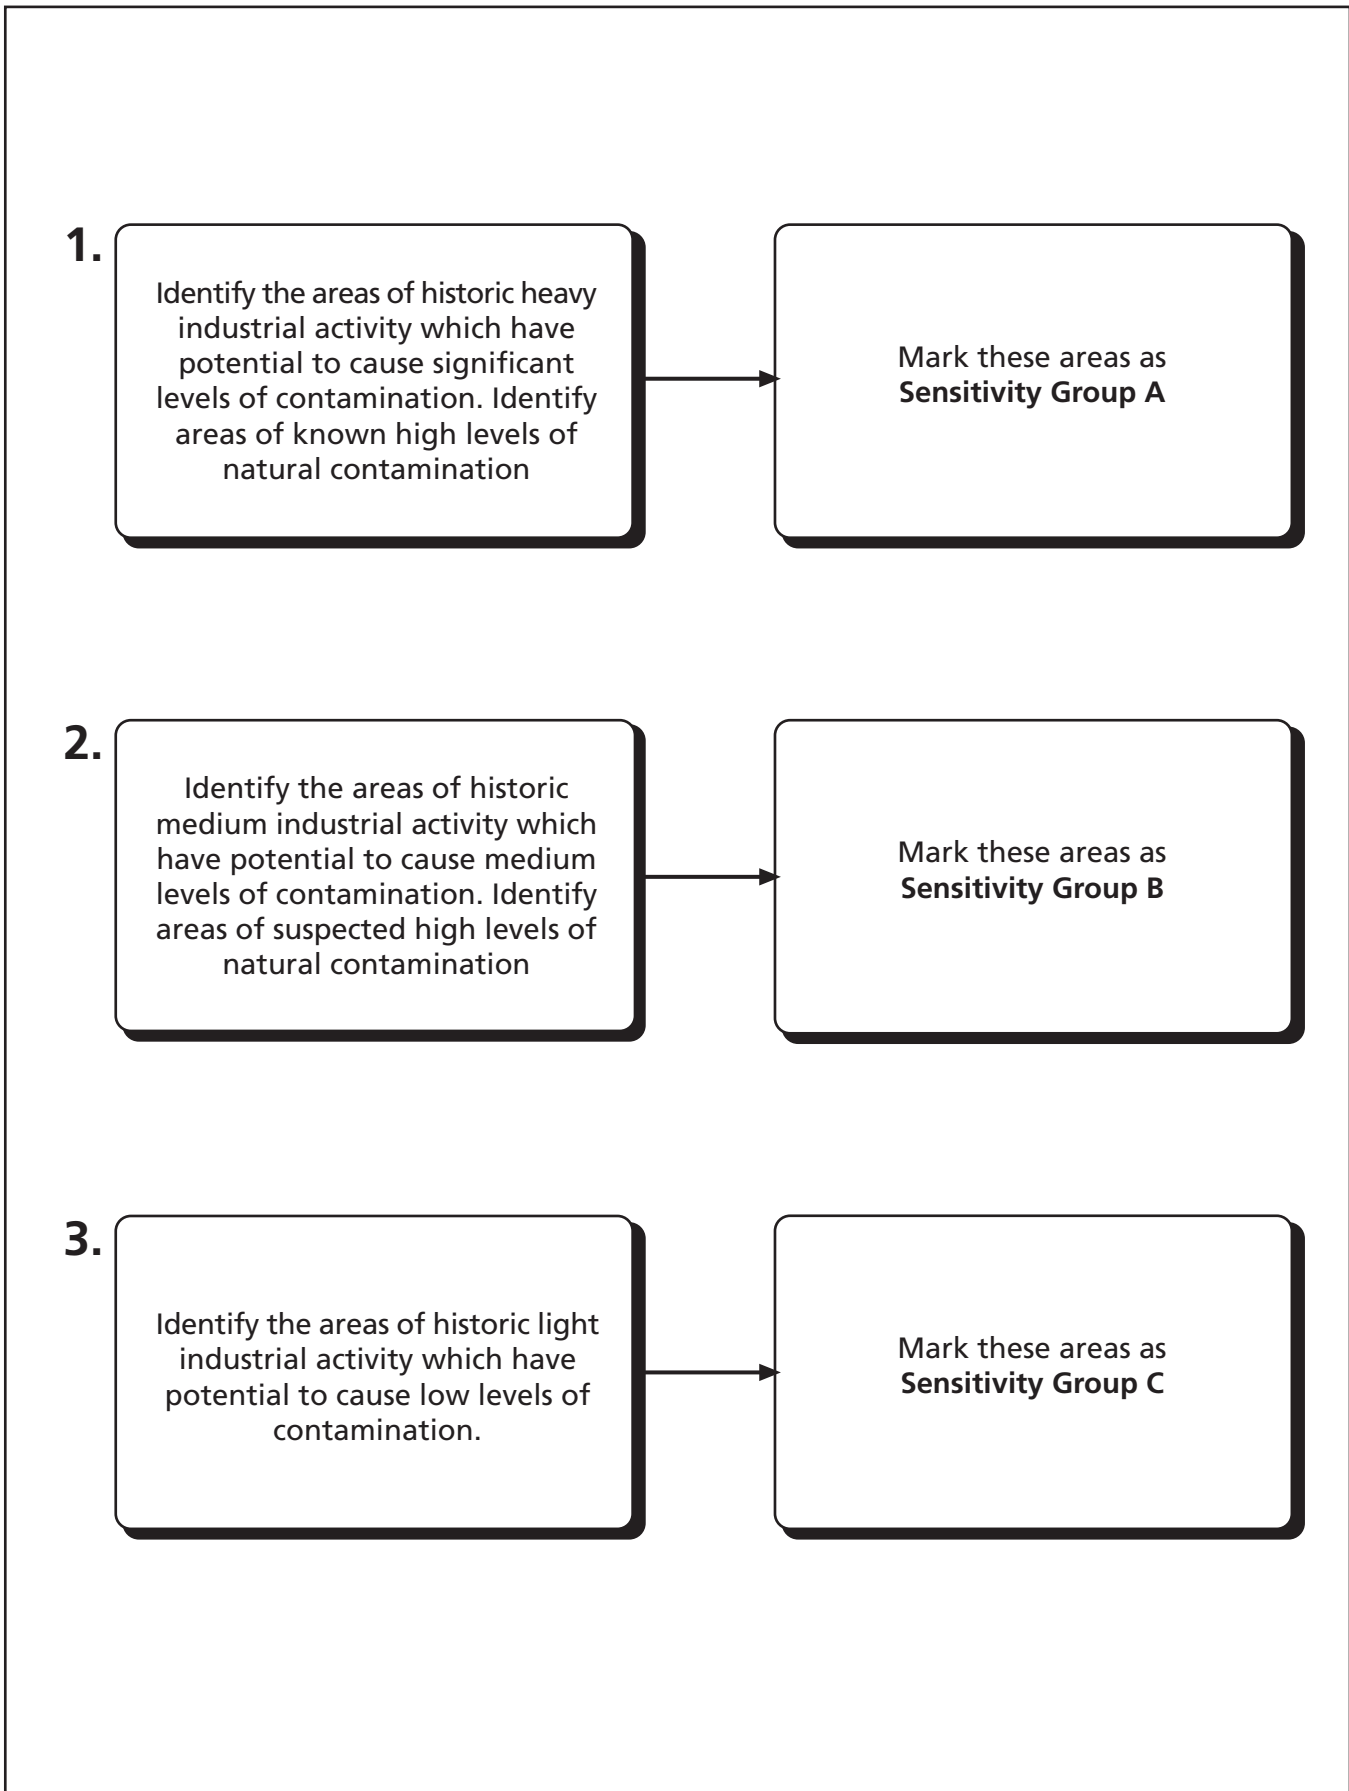 1.
Identify the areas of historic heavy
industrial activity which have
potential to cause significant
levels of contamination. Identify
areas of known high levels of
natural contamination
Mark these areas as
Sensitivity Group A
2.
Identify the areas of historic
medium industrial activity which
have potential to cause medium
levels of contamination. Identify
areas of suspected high levels of
natural contamination
Mark these areas as
Sensitivity Group B
3.
Identify the areas of historic light
industrial activity which have
potential to cause low levels of
contamination.
Mark these areas as
Sensitivity Group C